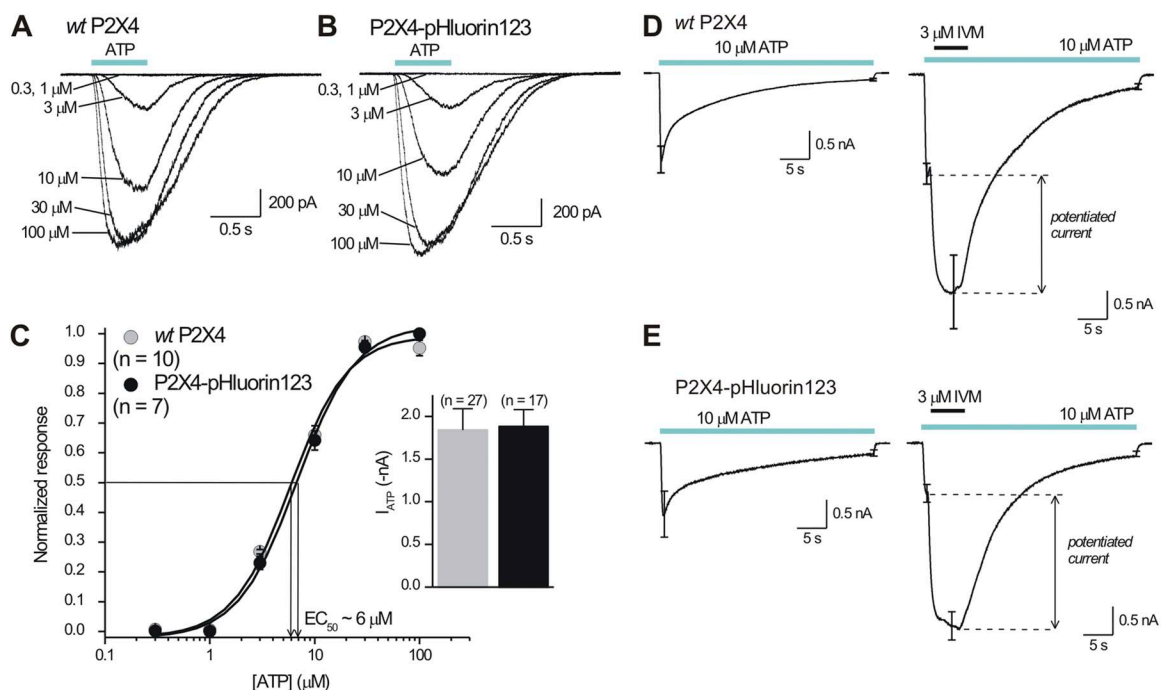 A
wt P2X4
ATP
0.3, 1 µM
3 µM
10 µM
30 µM
100 µM
200 pA
0.5 s
B
P2X4-pHluorin123
ATP
0.3, 1 µM
3 µM
10 µM
30 µM
100 µM
200 pA
0.5 s
C
wt P2X4
(n = 10)
P2X4-pHluorin123
(n = 7)
Normalized response
1.0
0.9
0.8
0.7
0.6
0.5
0.4
0.3
0.2
0.1
0.0
0.1
1
10
100
[ATP] (µM)
EC50 ~ 6 µM
(n = 27)
(n = 17)
I ATP (-nA)
2.0
1.5
2.0
1.5
0.0
D
wt P2X4
10 µM ATP
0.5 nA
5 s
3 µM IVM
10 µM ATP
potentiated
current
0.5 nA
5 s
E
P2X4-pHluorin123
10 µM ATP
0.5 nA
5 s
3 µM IVM
10 µM ATP
potentiated
current
0.5 nA
5 s